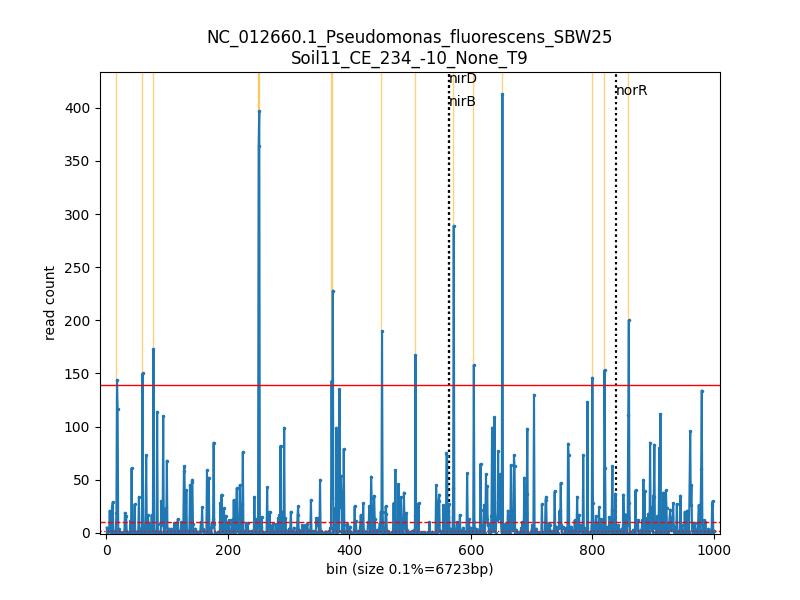 NC_012660.1_Pseudomonas_fluorescens_SBW25
Soil11_CE_234_-10_None_T9
nirD
norR
nirB
400
350
300
250
200
150
100
50
0
read count
0
200
400
600
800
1000
bin (size 0.1%=6723bp)